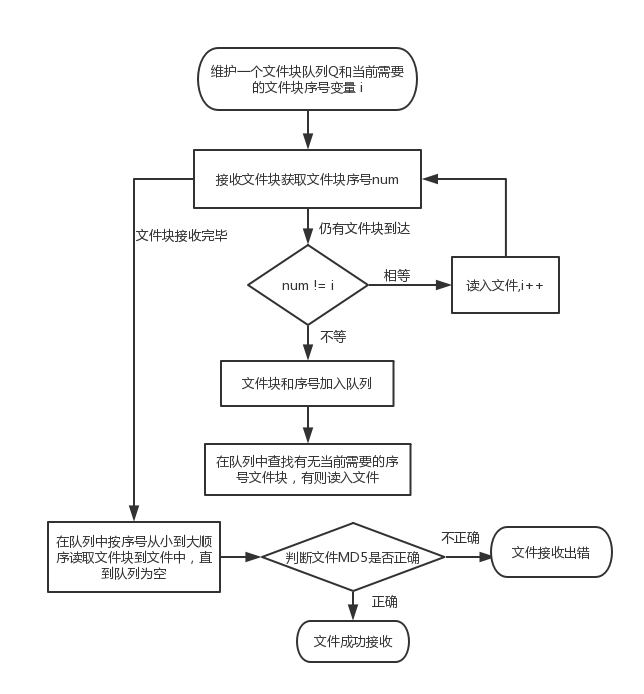 维护一个文件块队列Q和当前需要
的文件块序号变量 i
接收文件块获取文件块序号num
文件块接收完毕
仍有文件块到达
num != i
相等
读入文件,i++
不等
文件块和序号加入队列
在队列中查找有无当前需要的序
号文件块，有则读入文件
在队列中按序号从小到大顺
序读取文件块到文件中，直
到队列为空
判断文件MD5是否正确
不正确
文件接收出错
正确
文件成功接收